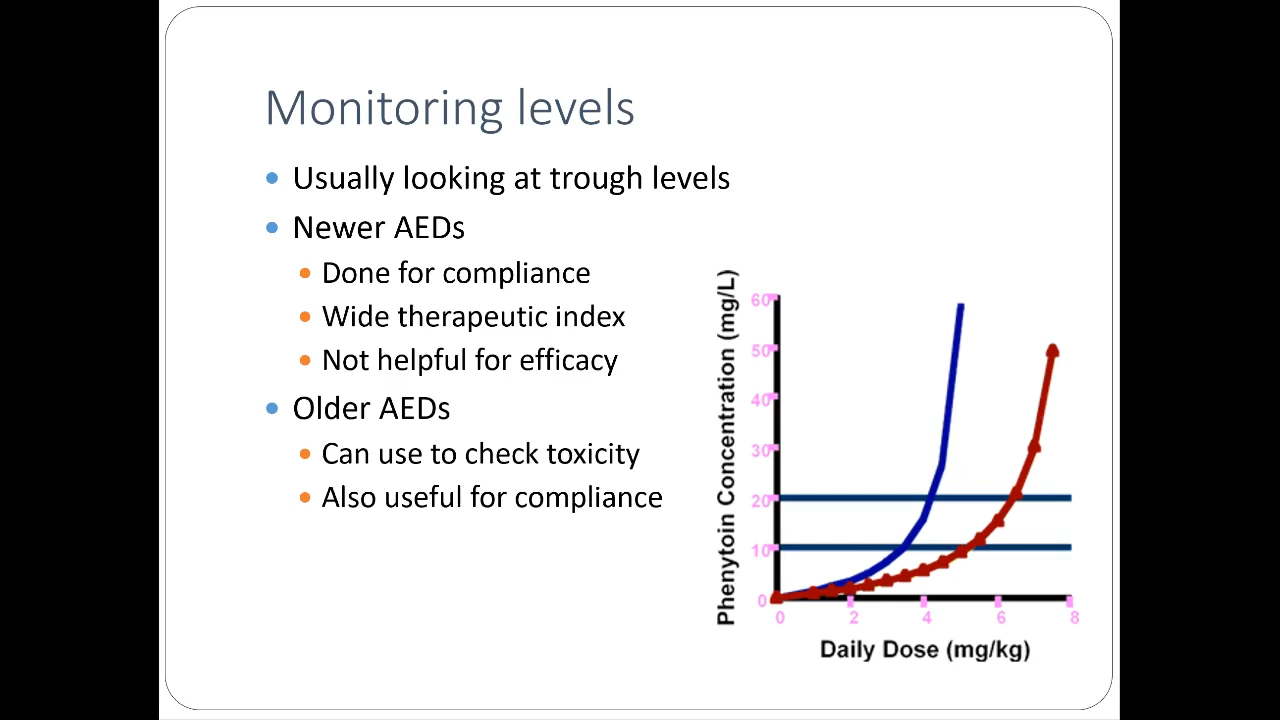 Monitoring levels
Usually looking at trough levels
Newer AEDs
Done for compliance
Wide therapeutic index
Not helpful for efficacy
Older AEDs
Can use to check toxicity
Also useful for compliance
Phenytoin Concentration (mg/L)
60
50
40
30
20
10
0
0 2 4 6 8
Daily Dose (mg/kg)